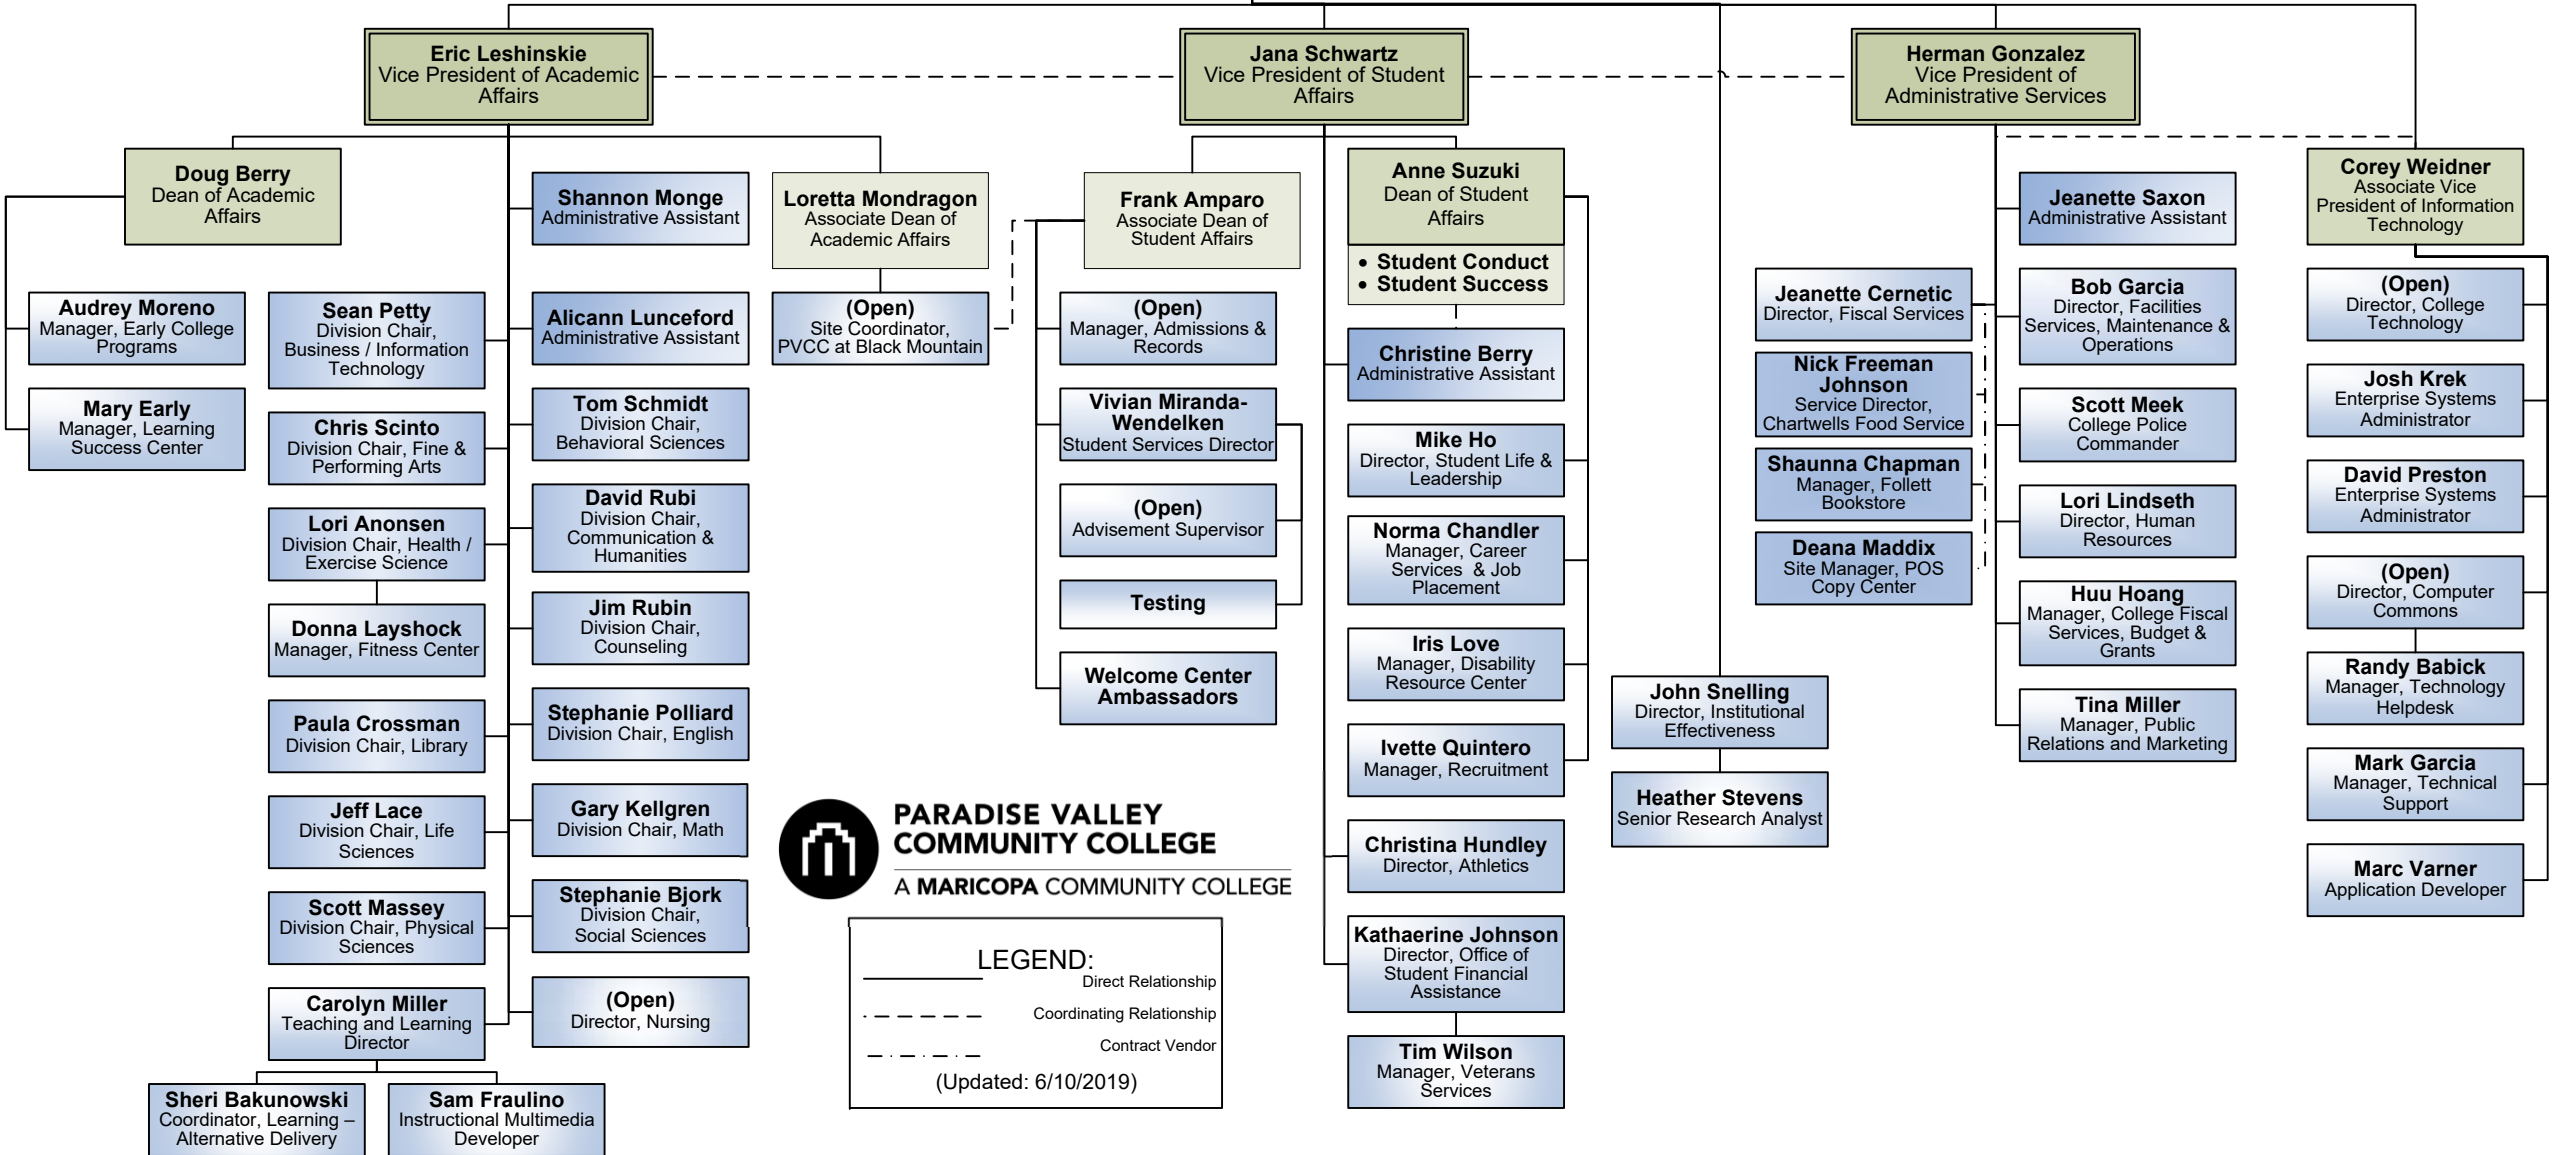 Eric Leshinskie
Vice President of Academic
Affairs
Jana Schwartz
Vice President of Student
Affairs
Herman Gonzalez
Vice President of
Administrative Services
Doug Berry
Dean of Academic
Affairs
Shannon Monge
Administrative Assistant
Loretta Mondragon
Associate Dean of
Academic Affairs
Frank Amparo
Associate Dean of
Student Affairs
Anne Suzuki
Dean of Student
Affairs
• Student Conduct
• Student Success
Jeanette Saxon
Administrative Assistant
Corey Weidner
Associate Vice
President of Information
Technology
Audrey Moreno
Manager, Early College
Programs
Mary Early
Manager, Learning
Success Center
Sean Petty
Division Chair,
Business / Information
Technology
Chris Scinto
Division Chair, Fine &
Performing Arts
Lori Anonsen
Division Chair, Health /
Exercise Science
Donna Layshock
Manager, Fitness Center
Paula Crossman
Division Chair, Library
Jeff Lace
Division Chair, Life
Sciences
Scott Massey
Division Chair, Physical
Sciences
Carolyn Miller
Teaching and Learning
Director
Sheri Bakunowski
Coordinator, Learning –
Alternative Delivery
Sam Fraulino
Instructional Multimedia
Developer
Alicann Lunceford
Administrative Assistant
Tom Schmidt
Division Chair,
Behavioral Sciences
David Rubi
Division Chair,
Communication &
Humanities
Jim Rubin
Division Chair,
Counseling
Stephanie Polliard
Division Chair, English
Gary Kellgren
Division Chair, Math
Stephanie Bjork
Division Chair,
Social Sciences
(Open)
Director, Nursing
(Open)
Site Coordinator,
PVCC at Black Mountain
(Open)
Manager, Admissions &
Records
Vivian Miranda-
Wendelken
Student Services Director
(Open)
Advisement Supervisor
Testing
Welcome Center
Ambassadors
Christine Berry
Administrative Assistant
Mike Ho
Director, Student Life &
Leadership
Norma Chandler
Manager, Career
Services & Job
Placement
Iris Love
Manager, Disability
Resource Center
Ivette Quintero
Manager, Recruitment
Christina Hundley
Director, Athletics
Kathaerine Johnson
Director, Office of
Student Financial
Assistance
Tim Wilson
Manager, Veterans
Services
John Snelling
Director, Institutional
Effectiveness
Heather Stevens
Senior Research Analyst
Jeanette Cernetic
Director, Fiscal Services
Nick Freeman
Johnson
Service Director,
Chartwells Food Service
Shaunna Chapman
Manager, Follett
Bookstore
Deana Maddix
Site Manager, POS
Copy Center
Bob Garcia
Director, Facilities
Services, Maintenance &
Operations
Scott Meek
College Police
Commander
Lori Lindseth
Director, Human
Resources
Huu Hoang
Manager, College Fiscal
Services, Budget &
Grants
Tina Miller
Manager, Public
Relations and Marketing
(Open)
Director, College
Technology
Josh Krek
Enterprise Systems
Administrator
David Preston
Enterprise Systems
Administrator
(Open)
Director, Computer
Commons
Randy Babick
Manager, Technology
Helpdesk
Mark Garcia
Manager, Technical
Support
Marc Varner
Application Developer
PARADISE VALLEY
COMMUNITY COLLEGE
A MARICOPA COMMUNITY COLLEGE
LEGEND:
Direct Relationship
Coordinating Relationship
Contract Vendor
(Updated: 6/10/2019)